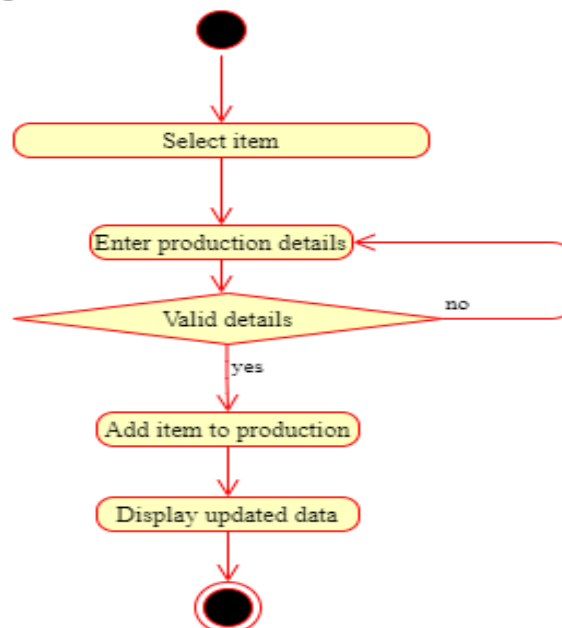 Select item
Enter production details
Valid details
no
yes
Add item to production
Display updated data